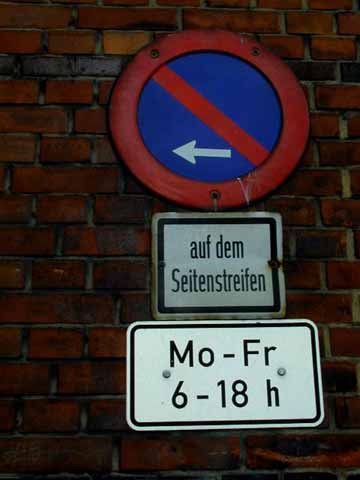 auf dem
Seitenstreifen
Mo-Fr
6-18 h